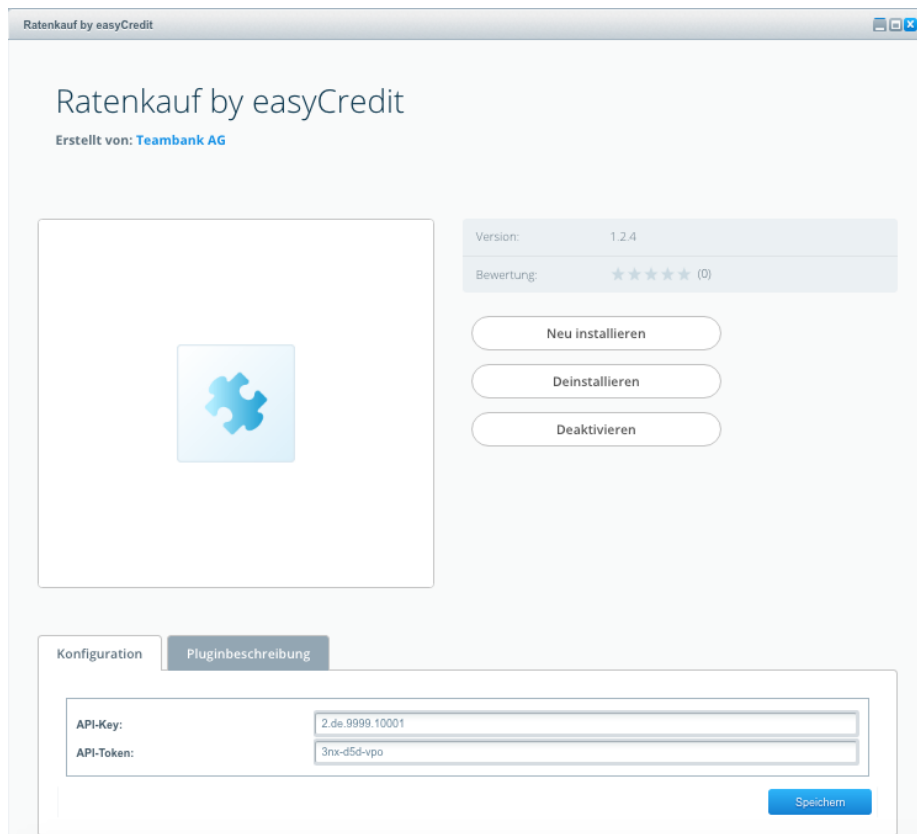 Ratenkauf by easyCredit
Ratenkauf by easyCredit
Erstellt von: Teambank AG
Version: 1.2.4
Bewertung: (0)
Neu installieren
Deinstallieren
Deaktivieren
Konfiguration Pluginbeschreibung
API-Key: 2.de.9999.10001
API-Token: 3nx-d5d-vpo
Speichern